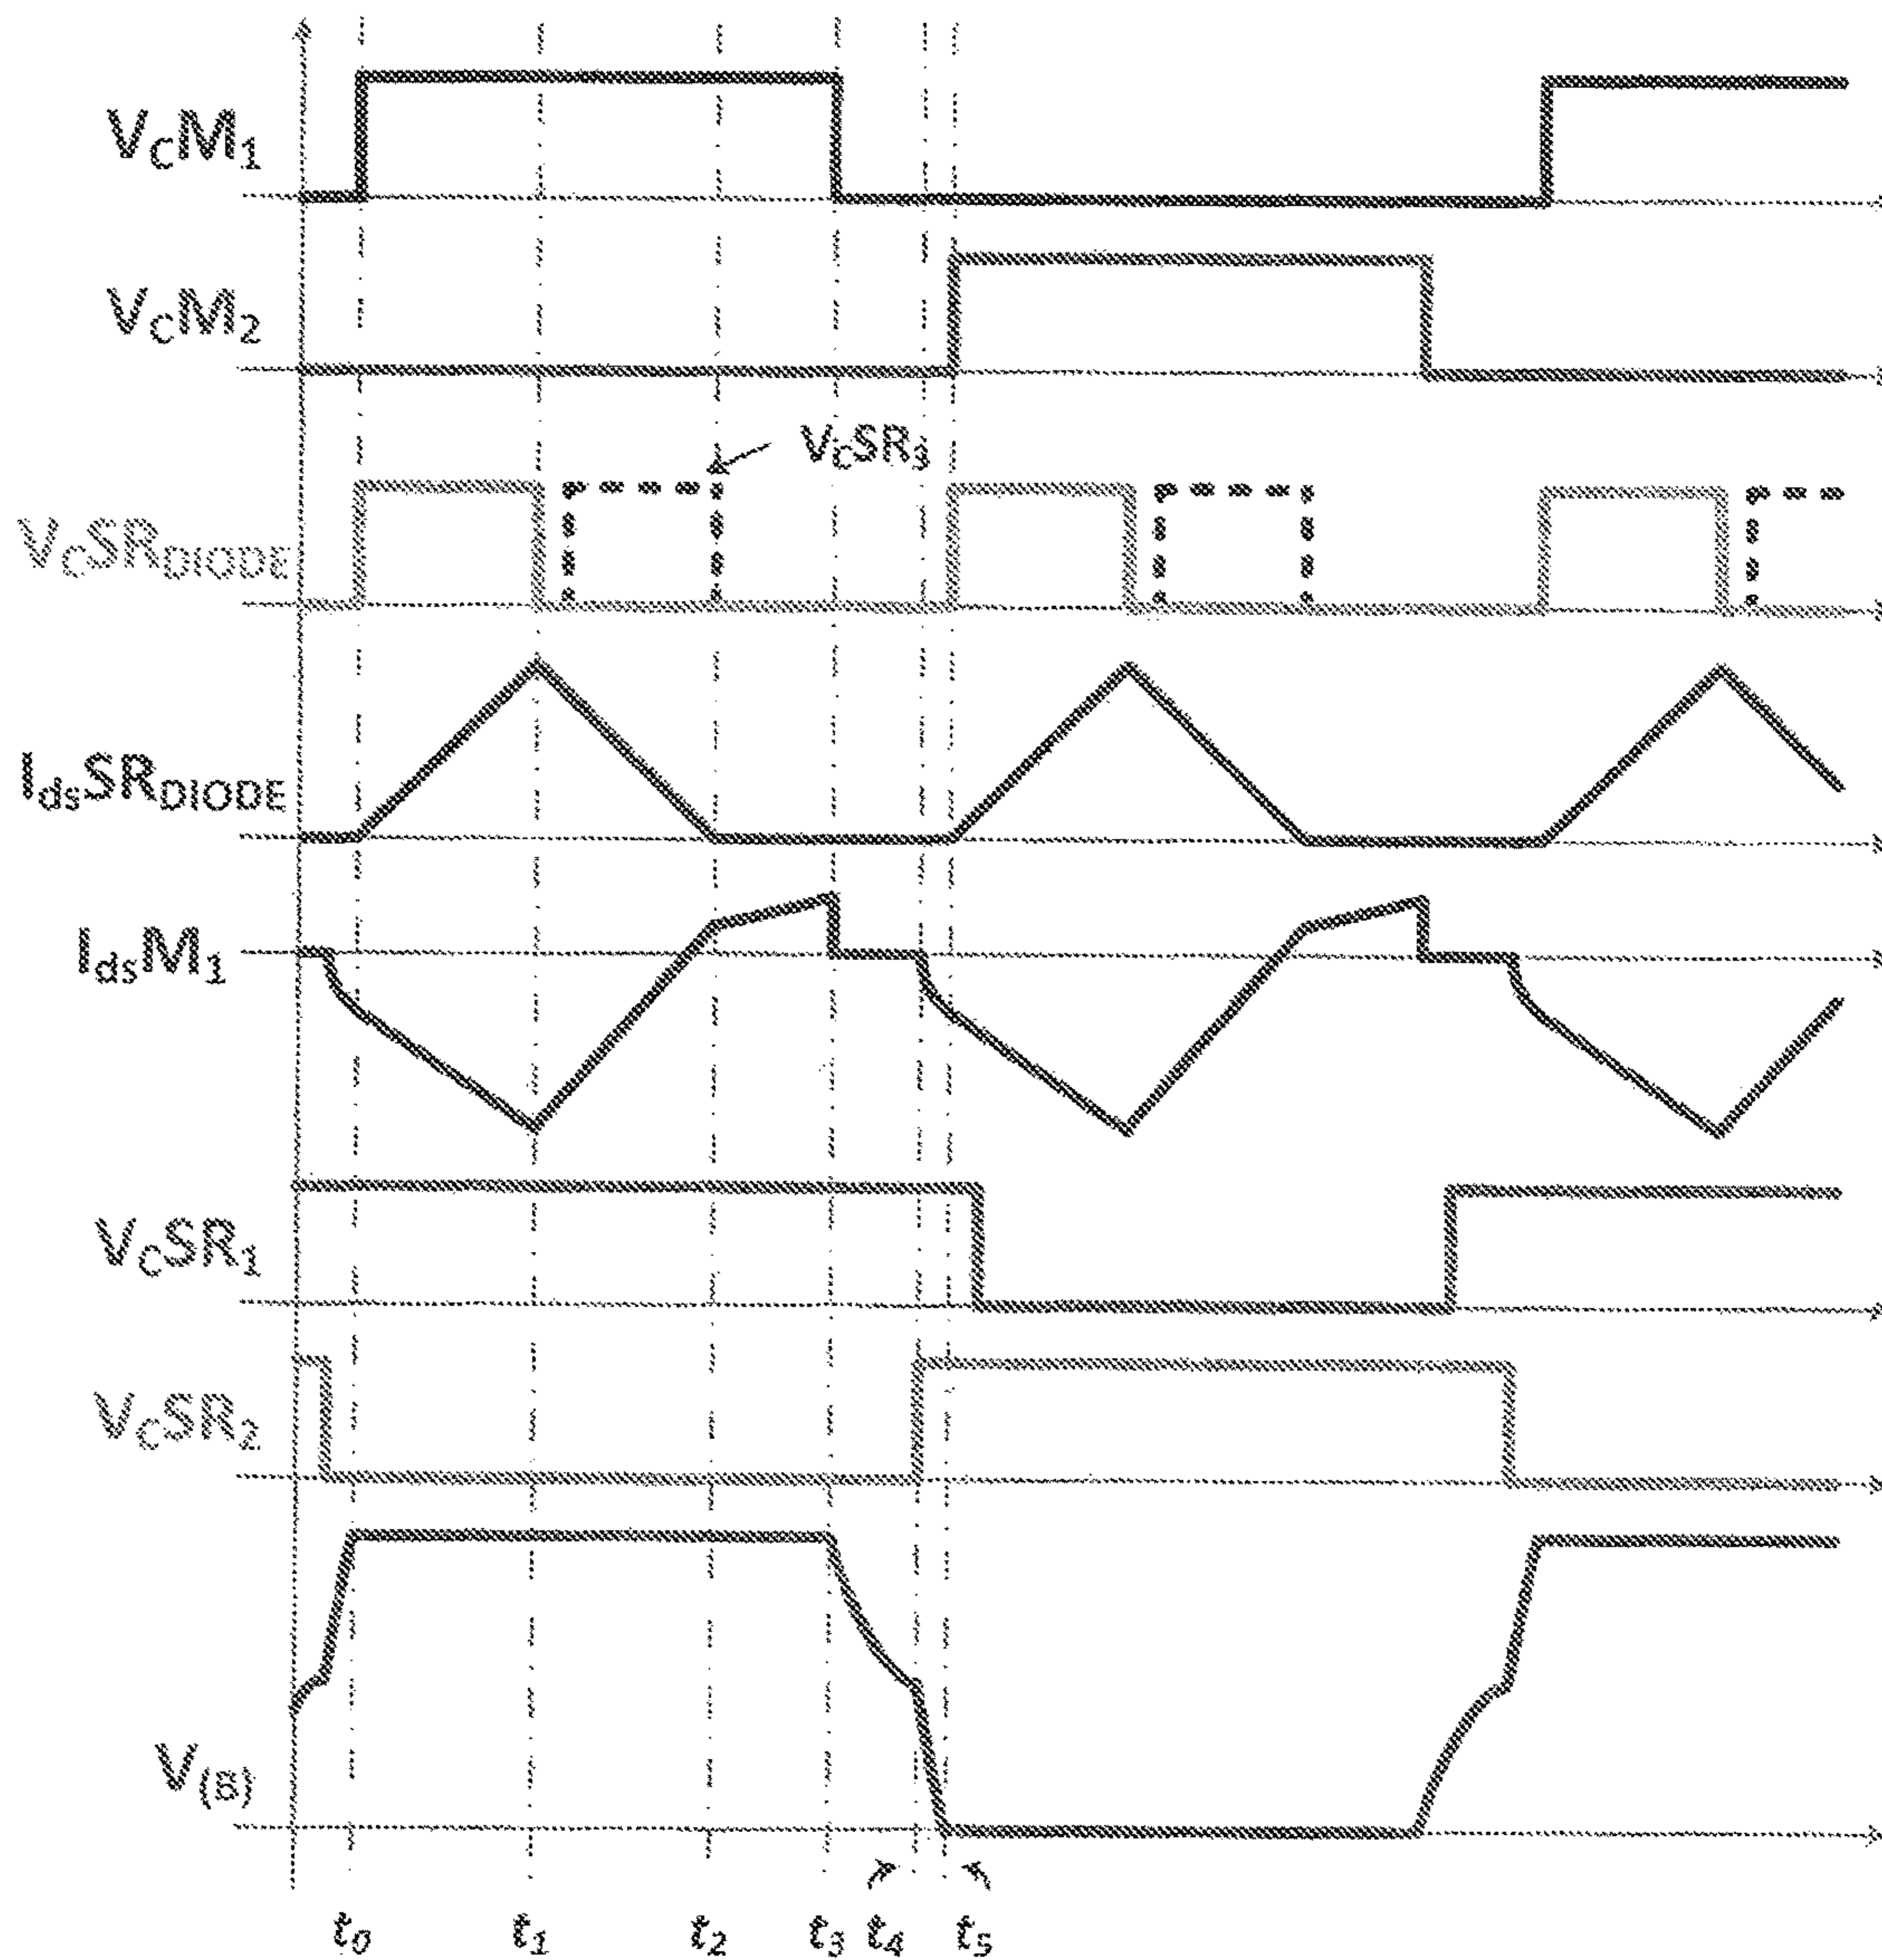 VCM1
VCM2
VCSR3
VCSRDIODE
IdsSRDIODE
IdsM1
VCSR1
VCSR2
V(B)
t0 t1 t2 t3 t4 t5